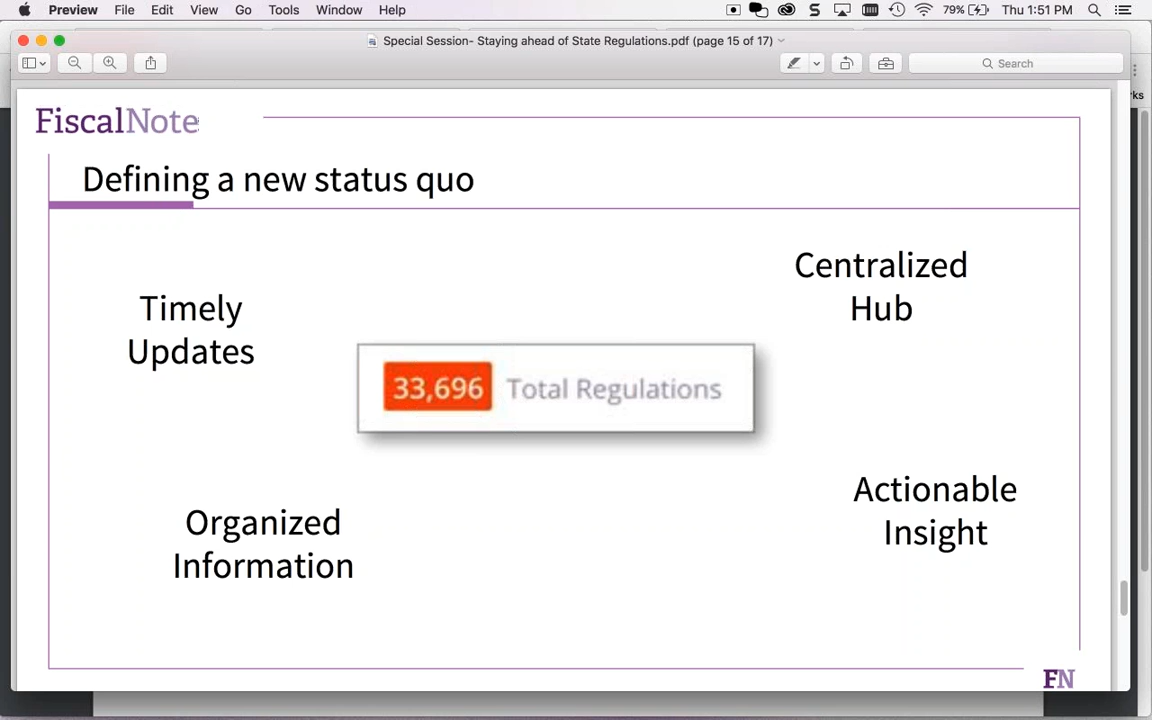 Preview File Edit View Go Tools Window Help 79% Thu 1:51 PM
Special Session- Staying ahead of State Regulations.pdf (page 15 of 17)
Search
ks
FiscalNote
Defining a new status quo
Centralized
Hub
Timely
Updates
33,696 Total Regulations
Actionable
Insight
Organized
Information
FN